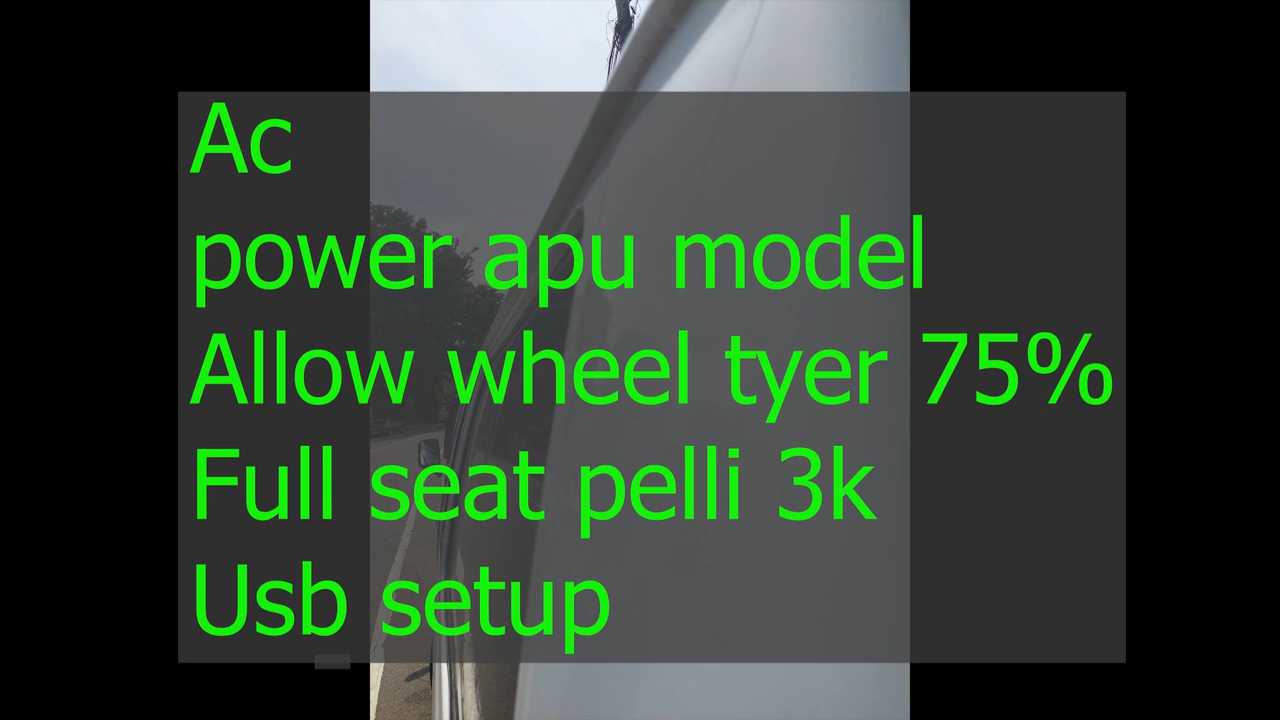 Ac
power apu model
Allow wheel tyer 75%
Full seat pelli 3k
Usb setup